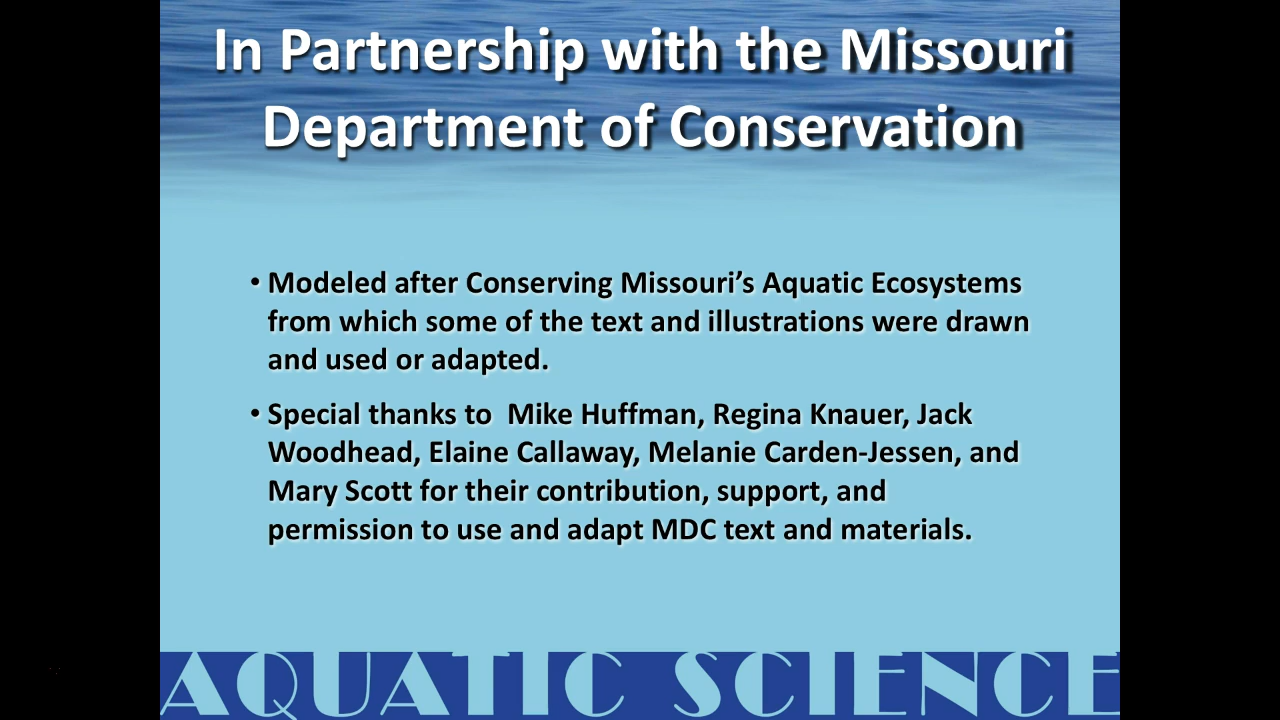 In Partnership with the Missouri
Department of Conservation
• Modeled after Conserving Missouri’s Aquatic Ecosystems
from which some of the text and illustrations were drawn
and used or adapted.
• Special thanks to  Mike Huffman, Regina Knauer, Jack
Woodhead, Elaine Callaway, Melanie Carden-Jessen, and
Mary Scott for their contribution, support, and
permission to use and adapt MDC text and materials.
AQUATIC SCIENCE